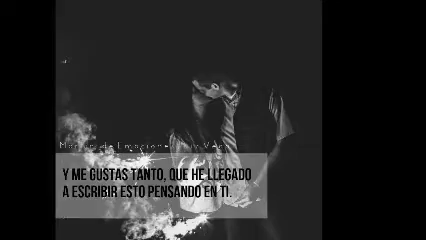 Y ME GUSTAS TANTO, QUE HE LLEGADO
A ESCRIBIR ESTO PENSANDO EN TI.